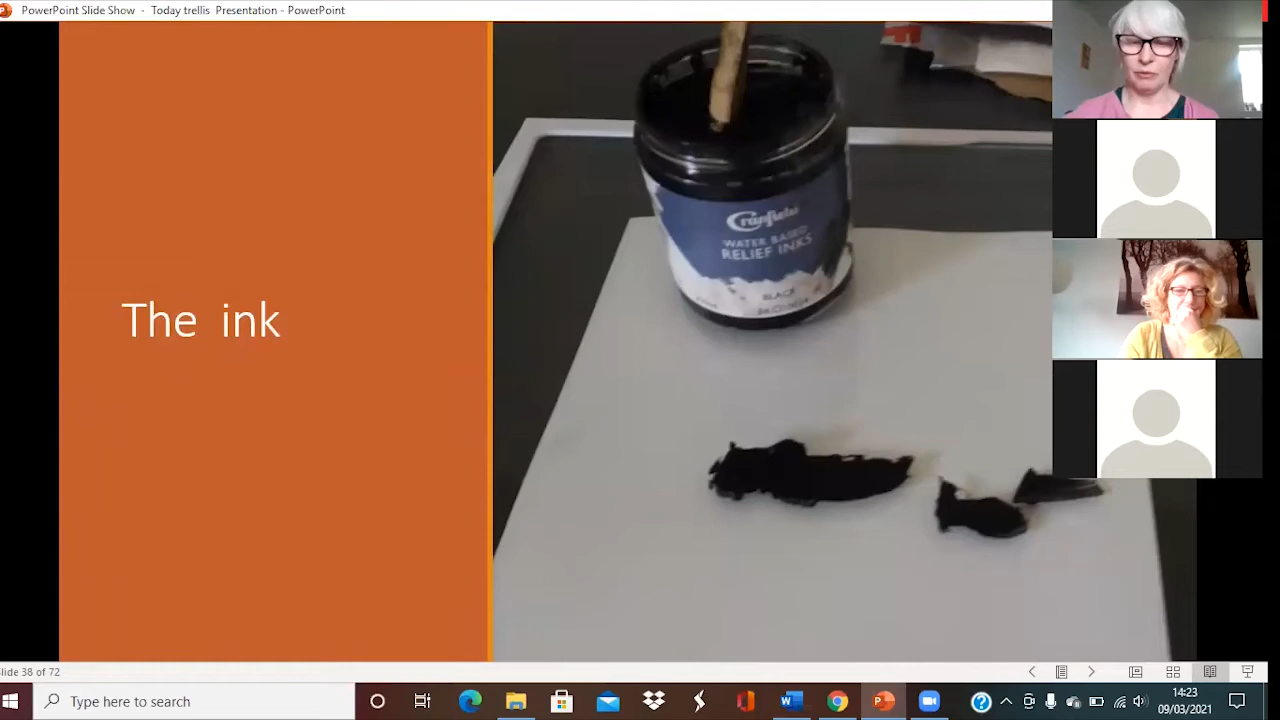 PowerPoint Slide Show - Today trellis Presentation - PowerPoint
The ink
Cranfield
WATER BASED
RELIEF INKS
BLACK
Slide 38 of 72
Type here to search
14:23
09/03/2021